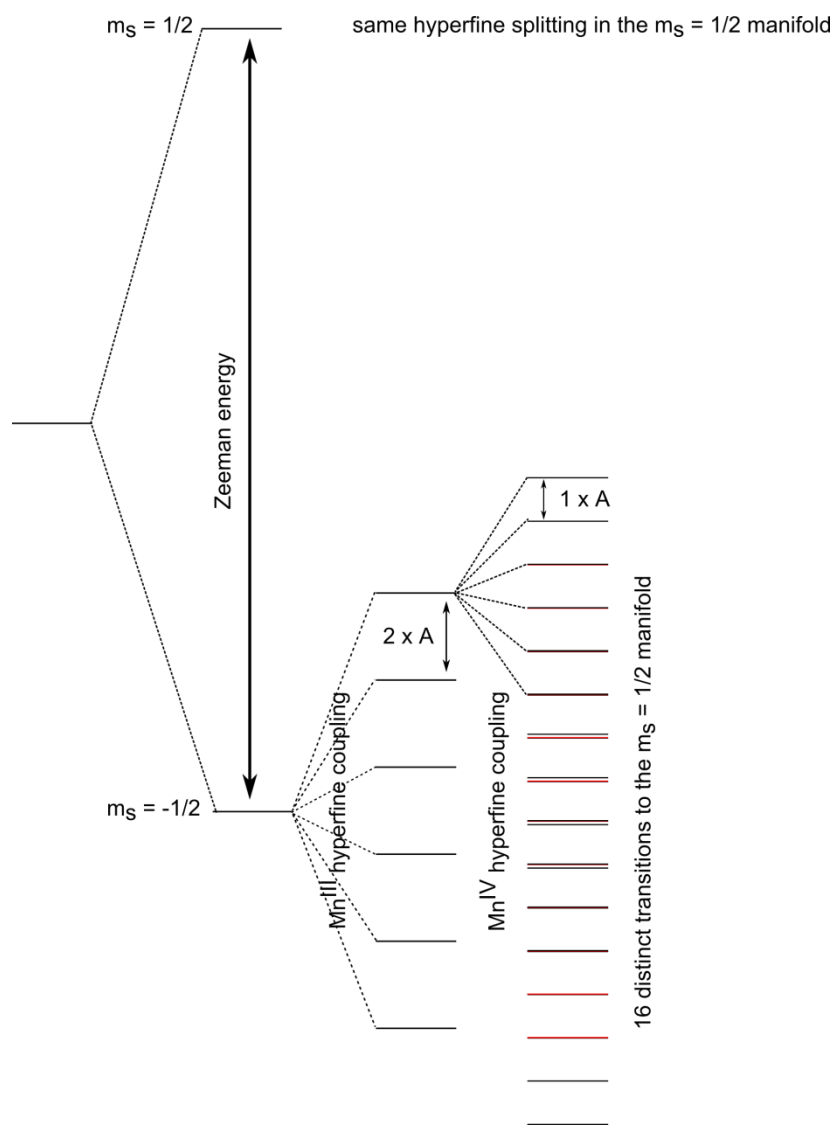 mS = 1/2
same hyperfine splitting in the mS = 1/2 manifold
Zeeman energy
1 x A
2 x A
mS = -1/2
MnIII hyperfine coupling
MnIV hyperfine coupling
16 distinct transitions to the mS = 1/2 manifold